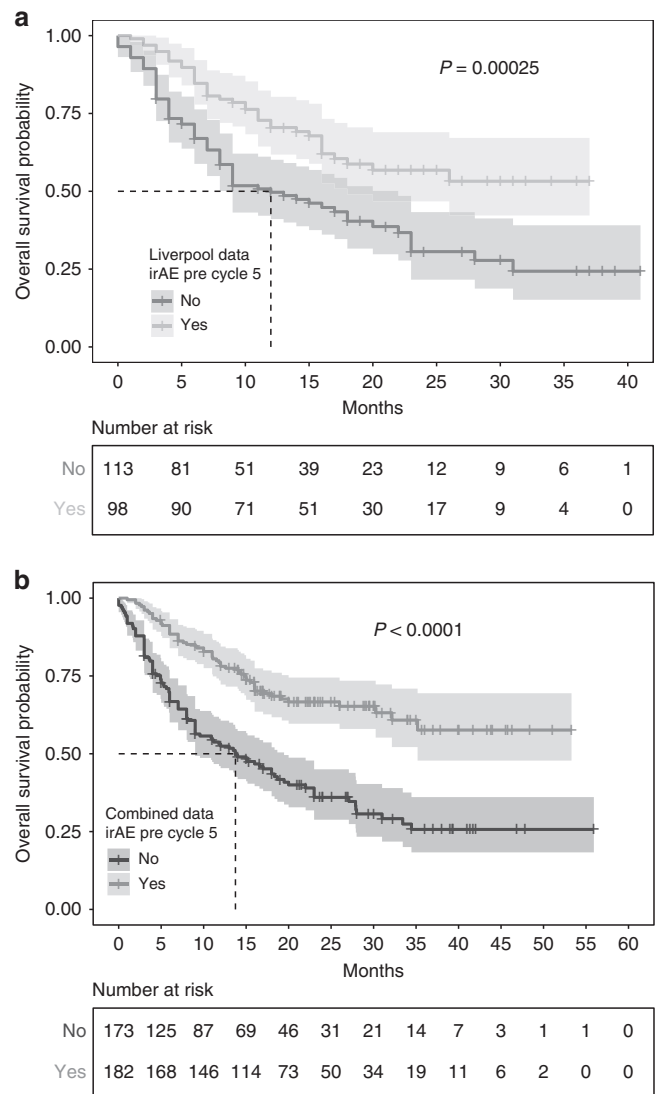 a
1.00
0.75
0.50
0.25
0.00
Overall survival probability
P = 0.00025
Liverpool data
irAE pre cycle 5
No
Yes
0 5 10 15 20 25 30 35 40
Months
Number at risk
No 113 81 51 39 23 12 9 6 1
Yes 98 90 71 51 30 17 9 4 0
b
1.00
0.75
0.50
0.25
0.00
Overall survival probability
P < 0.0001
Combined data
irAE pre cycle 5
No
Yes
0 5 10 15 20 25 30 35 40 45 50 55 60
Months
Number at risk
No 173 125 87 69 46 31 21 14 7 3 1 1 0
Yes 182 168 146 114 73 50 34 19 11 6 2 0 0